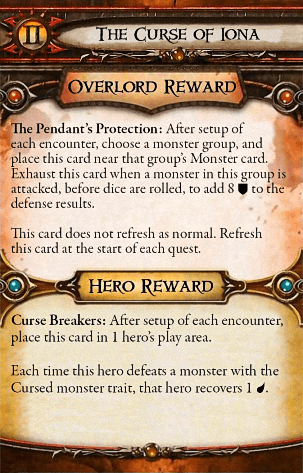 II
The Curse of Iona
Overlord Reward
The Pendant's Protection: After setup of
each encounter, choose a monster group, and
place this card near that group's Monster card.
Exhaust this card when a monster in this group is
attacked, before dice are rolled, to add 8 to the
defense results.
This card does not refresh as normal. Refresh
this card at the start of each quest.
Hero Reward
Curse Breakers: After setup of each encounter,
place this card in 1 hero's play area.
Each time this hero defeats a monster with the
Cursed monster trait, that hero recovers 1 .